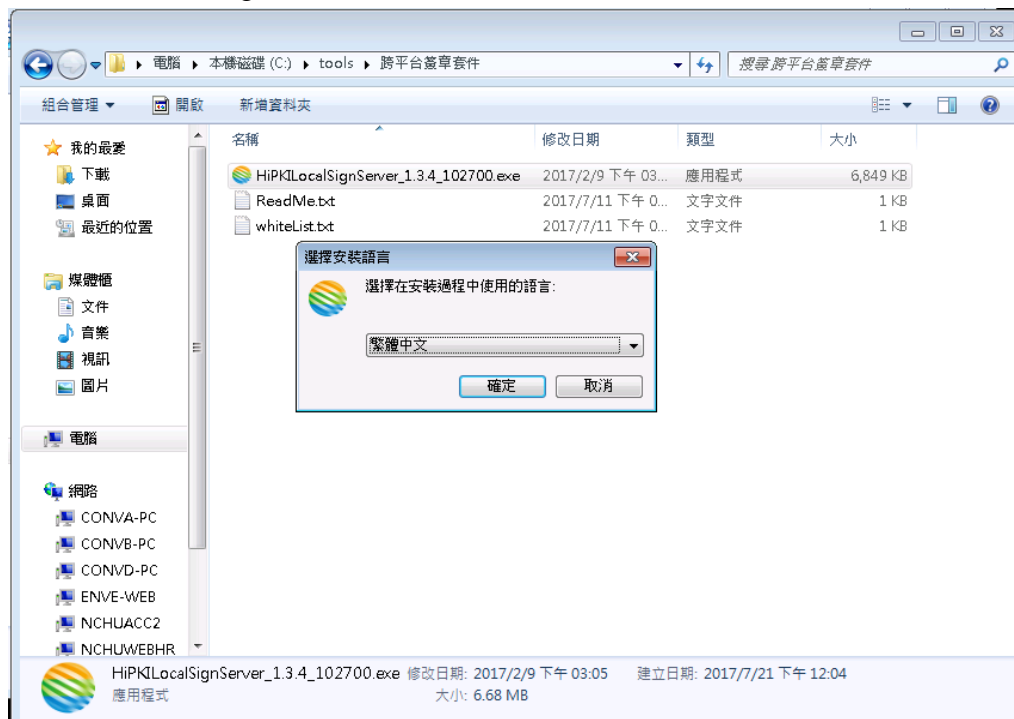 電腦 ▸ 本機磁碟 (C:) ▸ tools ▸ 跨平台簽章套件
搜尋 跨平台簽章套件
組合管理 ▼ 開啟 新增資料夾
名稱 修改日期 類型 大小
HiPKILocalSignServer_1.3.4_102700.exe 2017/2/9 下午 03... 應用程式 6,849 KB
ReadMe.txt 2017/7/11 下午 0... 文字文件 1 KB
whiteList.txt 2017/7/11 下午 0... 文字文件 1 KB
我的最愛
下載
桌面
最近的位置
媒體櫃
文件
音樂
視訊
圖片
電腦
網路
CONVA-PC
CONVB-PC
CONVD-PC
ENVE-WEB
NCHUACC2
NCHUWEBHR
選擇安裝語言
選擇在安裝過程中使用的語言:
繁體中文
確定 取消
HiPKILocalSignServer_1.3.4_102700.exe 修改日期: 2017/2/9 下午 03:05 建立日期: 2017/7/21 下午 12:04
應用程式 大小: 6.68 MB